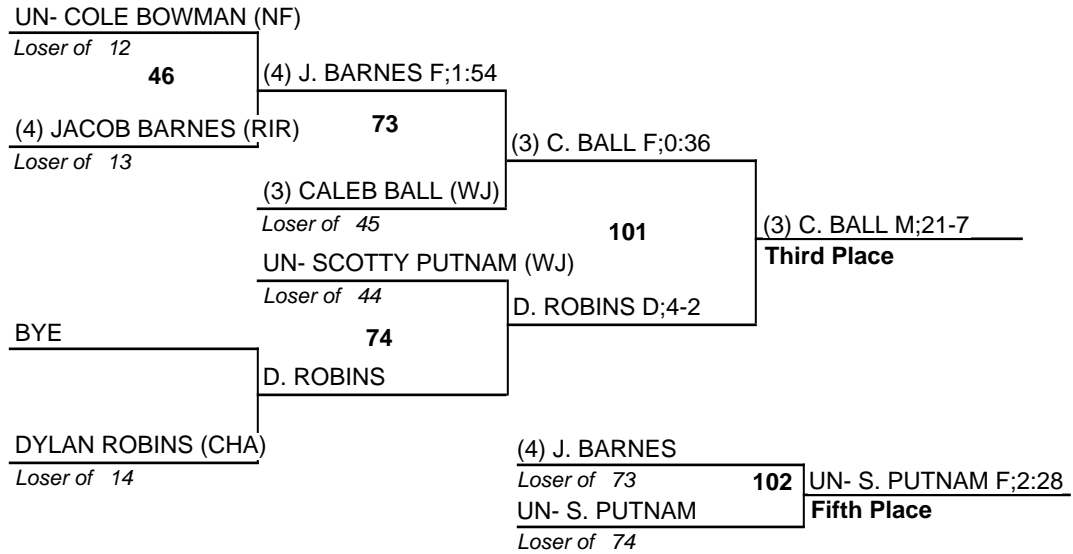 UN- COLE BOWMAN (NF)
Loser of 12
46
(4) J. BARNES F;1:54
(4) JACOB BARNES (RIR)
Loser of 13
73
(3) C. BALL F;0:36
(3) CALEB BALL (WJ)
Loser of 45
101
(3) C. BALL M;21-7
Third Place
UN- SCOTTY PUTNAM (WJ)
Loser of 44
D. ROBINS D;4-2
BYE
74
D. ROBINS
DYLAN ROBINS (CHA)
Loser of 14
(4) J. BARNES
Loser of 73
102
UN- S. PUTNAM F;2:28
Fifth Place
UN- S. PUTNAM
Loser of 74